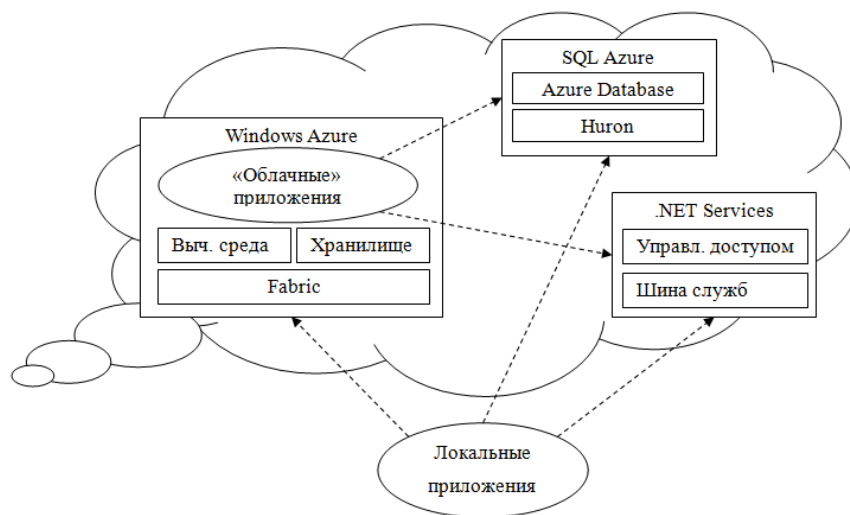 SQL Azure
Azure Database
Huron
Windows Azure
«Облачные»
приложения
Выч. среда
Хранилище
Fabric
.NET Services
Управл. доступом
Шина служб
Локальные
приложения